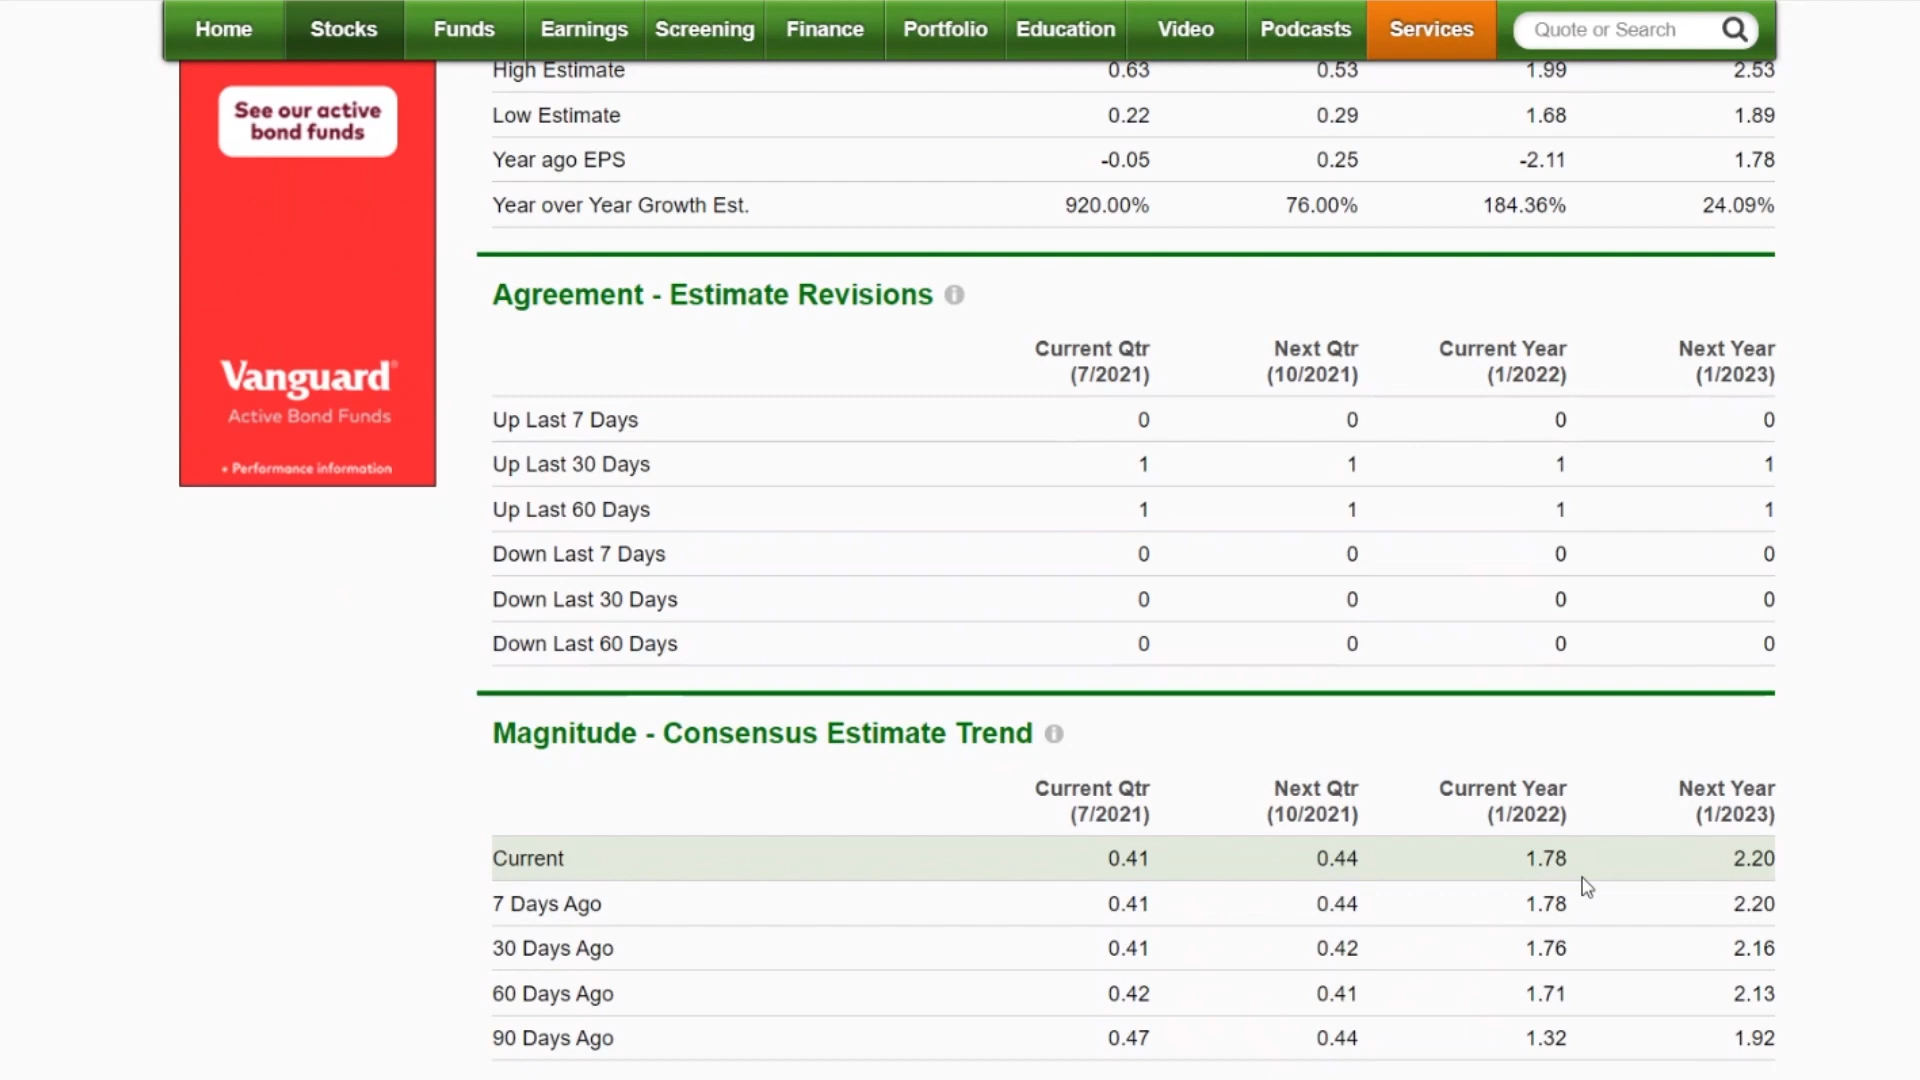 Home Stocks Funds Earnings Screening Finance Portfolio Education Video Podcasts Services Quote or Search
See our active
bond funds
Vanguard®
Active Bond Funds
• Performance information
High Estimate 0.63 0.53 1.99 2.53
Low Estimate 0.22 0.29 1.68 1.89
Year ago EPS -0.05 0.25 -2.11 1.78
Year over Year Growth Est. 920.00% 76.00% 184.36% 24.09%
Agreement - Estimate Revisions
Current Qtr Next Qtr Current Year Next Year
(7/2021) (10/2021) (1/2022) (1/2023)
Up Last 7 Days 0 0 0 0
Up Last 30 Days 1 1 1 1
Up Last 60 Days 1 1 1 1
Down Last 7 Days 0 0 0 0
Down Last 30 Days 0 0 0 0
Down Last 60 Days 0 0 0 0
Magnitude - Consensus Estimate Trend
Current Qtr Next Qtr Current Year Next Year
(7/2021) (10/2021) (1/2022) (1/2023)
Current 0.41 0.44 1.78 2.20
7 Days Ago 0.41 0.44 1.78 2.20
30 Days Ago 0.41 0.42 1.76 2.16
60 Days Ago 0.42 0.41 1.71 2.13
90 Days Ago 0.47 0.44 1.32 1.92